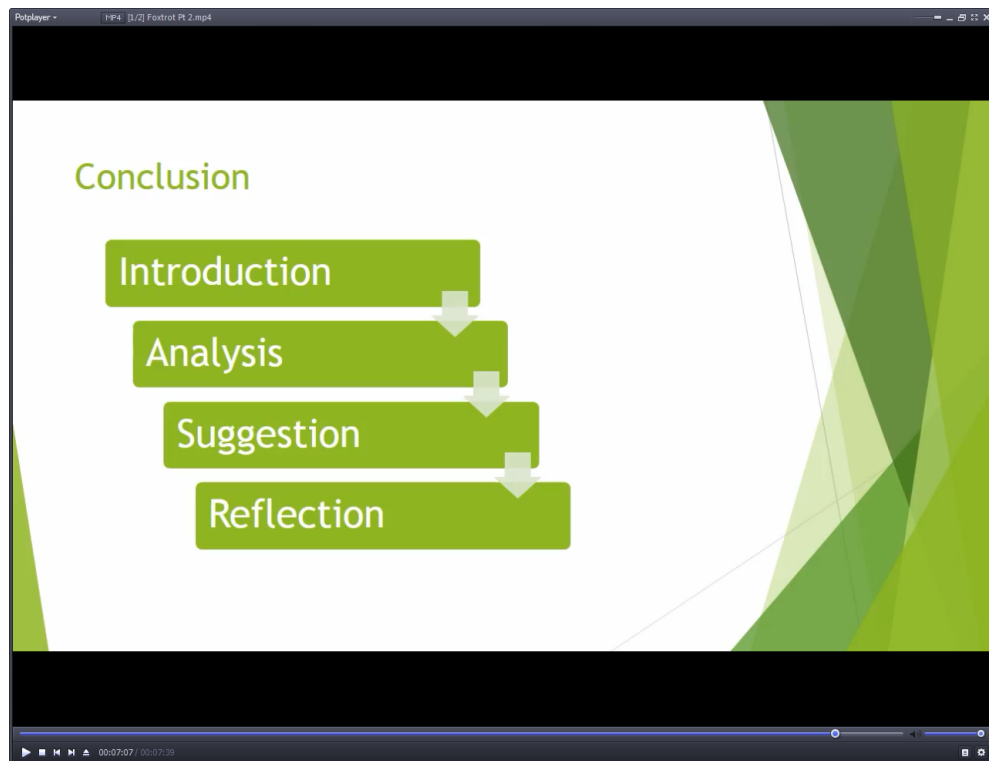 Potplayer MP4 [1/2] Foxtrot Pt 2.mp4
Conclusion
Introduction
Analysis
Suggestion
Reflection
00:07:07 / 00:07:39